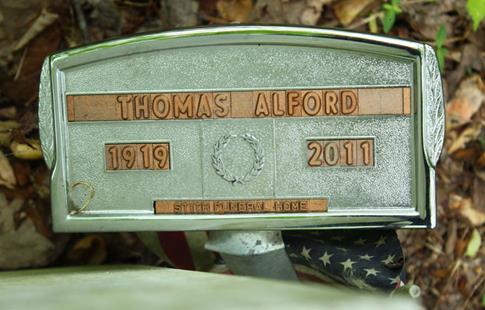 THOMAS ALFORD
1919 2011
STITH FUNERAL HOME